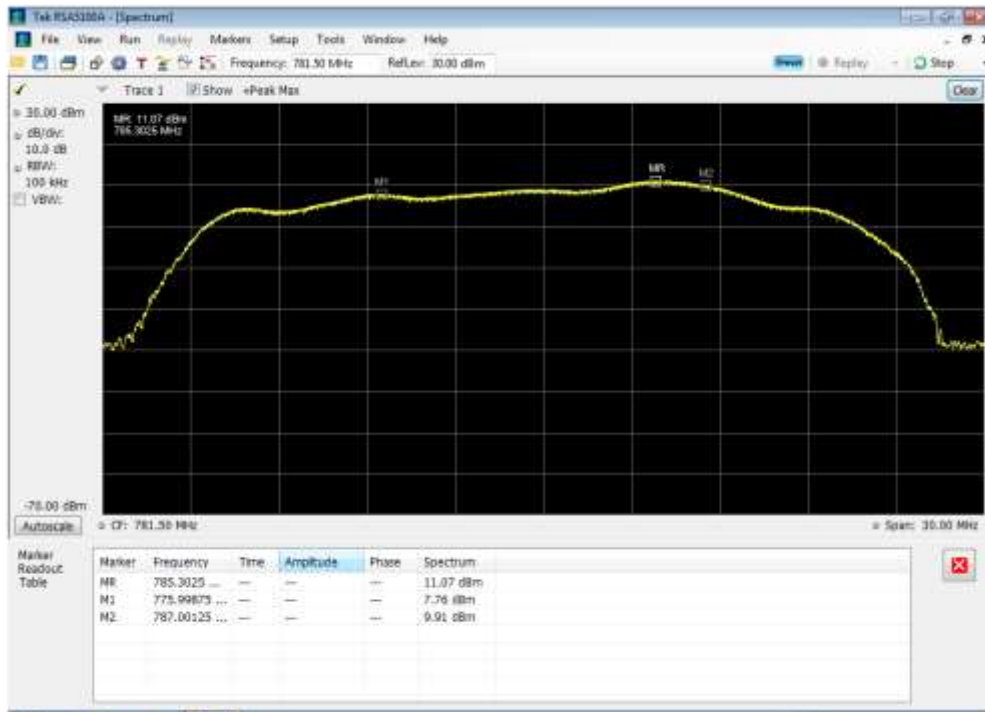 Tek RSA5100A - [Spectrum]
File View Run Replay Markers Setup Tools Window Help
Frequency: 781.50 MHz RefLev: 30.00 dBm Preset Replay Stop
Trace 1 Show +Peak Max Clear
30.00 dBm
dB/div:
10.0 dB
RBW:
100 kHz
VBW:
MR: 11.07 dBm
785.3025 MHz
M1
MR
M2
-70.00 dBm
Autoscale CF: 781.50 MHz Span: 30.00 MHz
Marker
Readout
Table
Marker Frequency Time Amplitude Phase Spectrum
MR 785.3025 ... --- --- --- 11.07 dBm
M1 775.99875 ... --- --- --- 7.76 dBm
M2 787.00125 ... --- --- --- 9.91 dBm